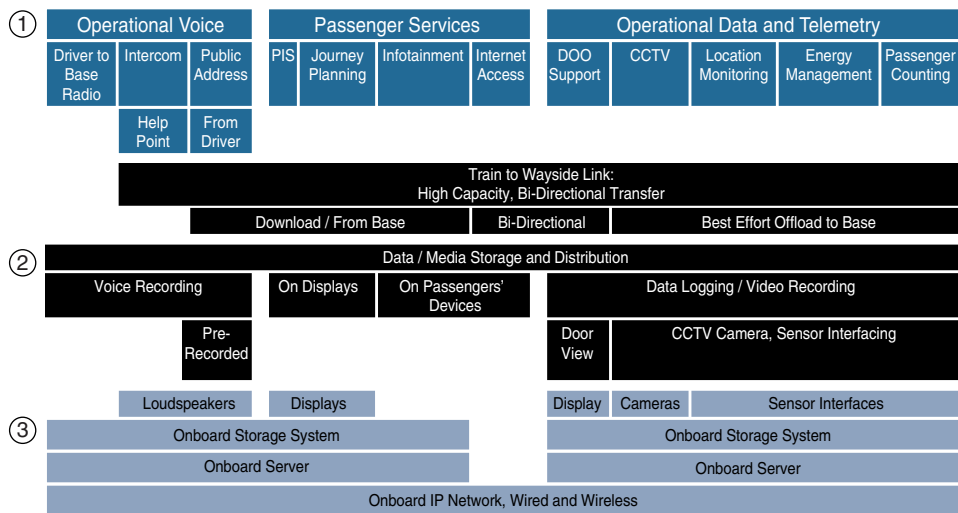 1
Operational Voice
Passenger Services
Operational Data and Telemetry
Driver to
Base
Radio
Intercom
Public
Address
PIS
Journey
Planning
Infotainment
Internet
Access
DOO
Support
CCTV
Location
Monitoring
Energy
Management
Passenger
Counting
Help
Point
From
Driver
Train to Wayside Link:
High Capacity, Bi-Directional Transfer
Download / From Base
Bi-Directional
Best Effort Offload to Base
2
Data / Media Storage and Distribution
Voice Recording
On Displays
On Passengers’
Devices
Data Logging / Video Recording
Pre-
Recorded
Door
View
CCTV Camera, Sensor Interfacing
Loudspeakers
Displays
Display
Cameras
Sensor Interfaces
3
Onboard Storage System
Onboard Storage System
Onboard Server
Onboard Server
Onboard IP Network, Wired and Wireless